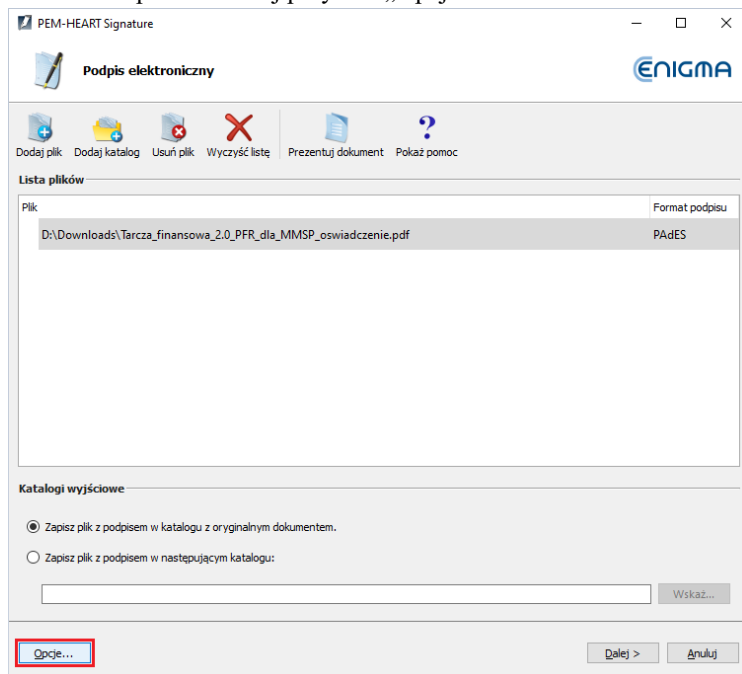 PEM-HEART Signature
Podpis elektroniczny
ENIGMA
Dodaj plik Dodaj katalog Usuń plik Wyczyść listę Prezentuj dokument Pokaż pomoc
Lista plików
Plik Format podpisu
D:\Downloads\Tarcza_finansowa_2.0_PFR_dla_MMSP_oswiadczenie.pdf PAdES
Katalogi wyjściowe
Zapisz plik z podpisem w katalogu z oryginalnym dokumentem.
Zapisz plik z podpisem w następującym katalogu:
Wskaż...
Opcje... Dalej > Anuluj